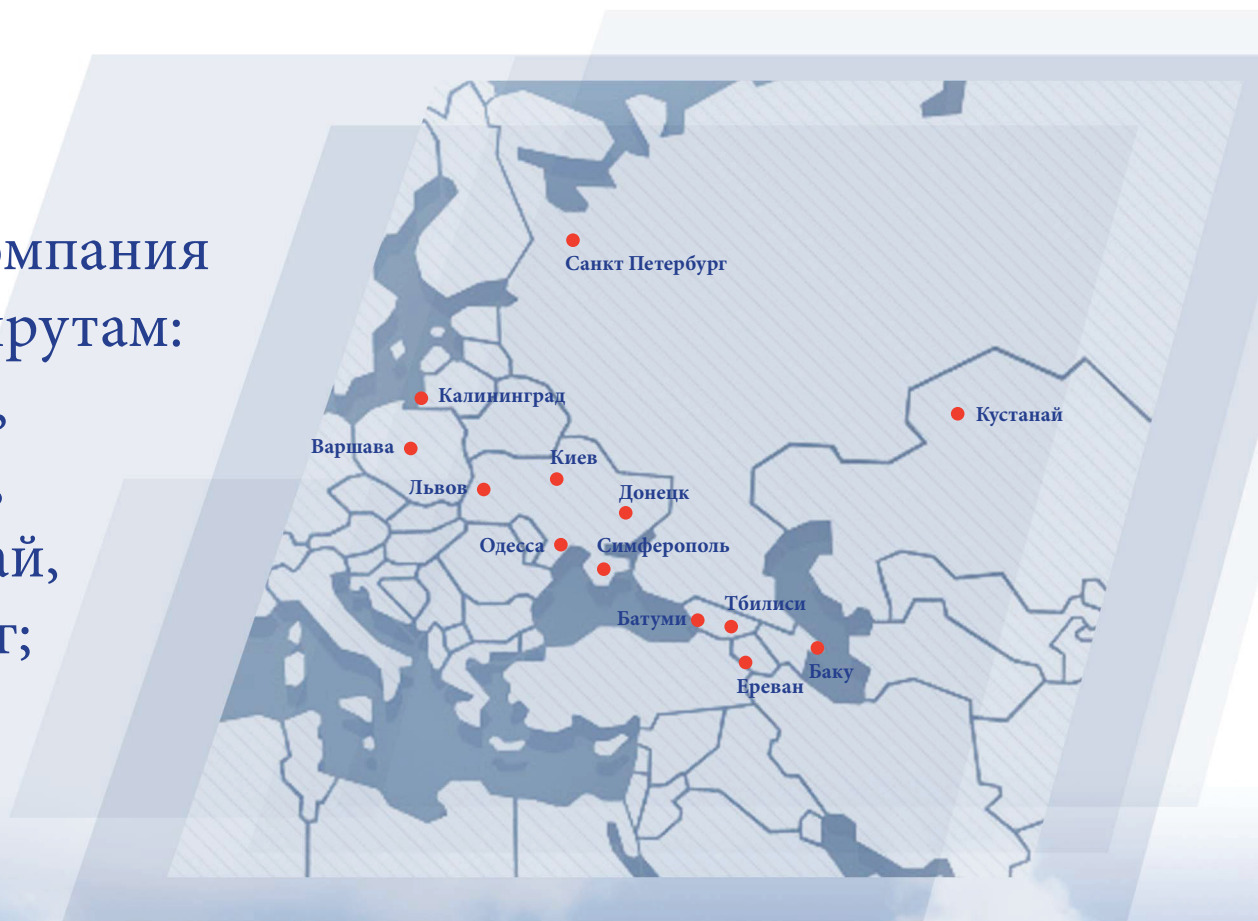 омпания
рутам:
,
,
ай,
т;
Санкт Петербург
Калининград
Кустанай
Варшава
Киев
Львов
Донецк
Одесса
Симферополь
Тбилиси
Батуми
Баку
Ереван